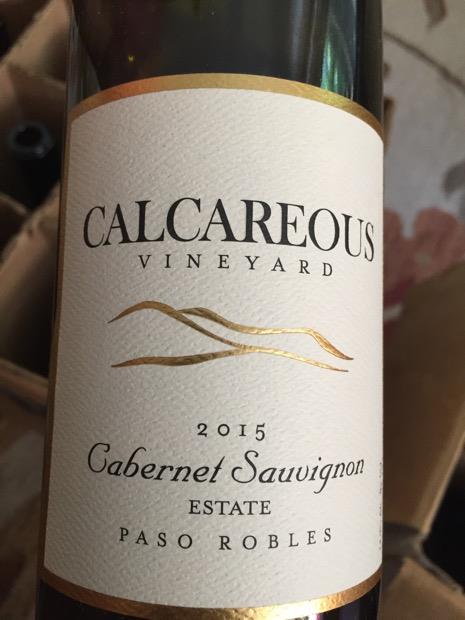 CALCAREOUS
VINEYARD
2015
Cabernet Sauvignon
ESTATE
PASO ROBLES